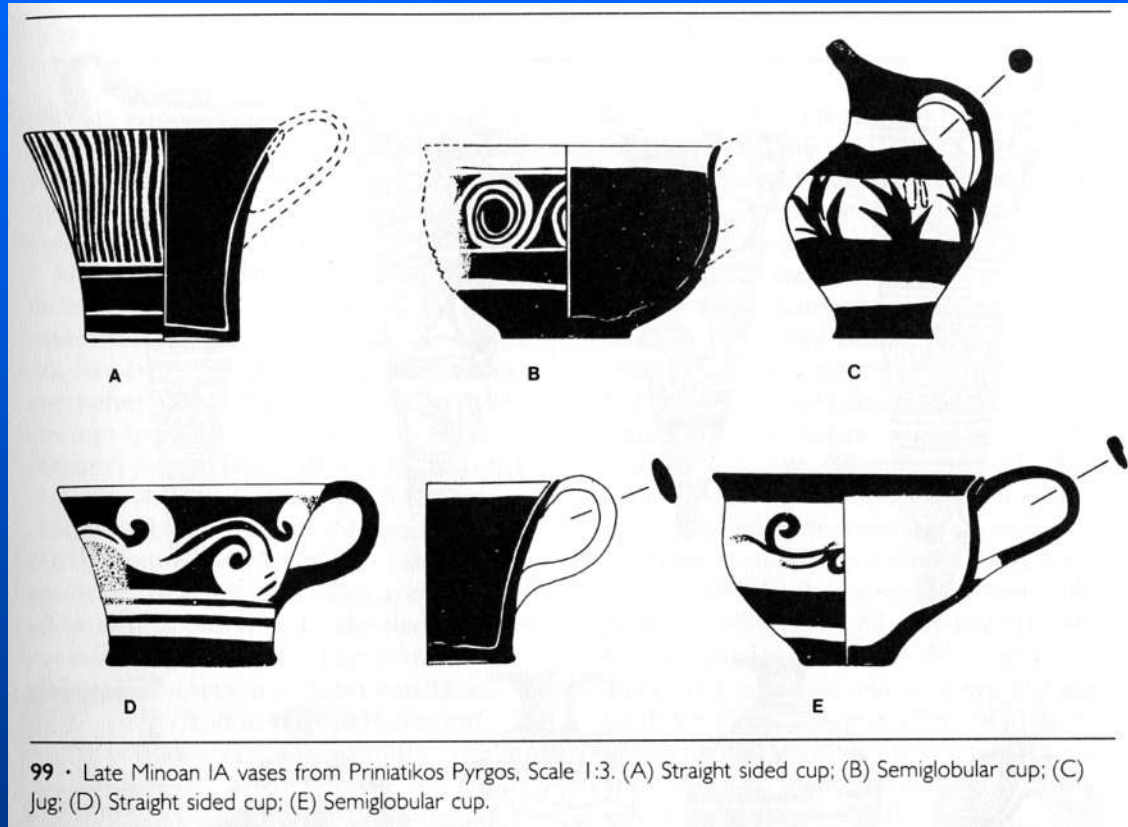 A
B
C
D
E
99 · Late Minoan IA vases from Priniatikos Pyrgos, Scale 1:3. (A) Straight sided cup; (B) Semiglobular cup; (C)
Jug; (D) Straight sided cup; (E) Semiglobular cup.